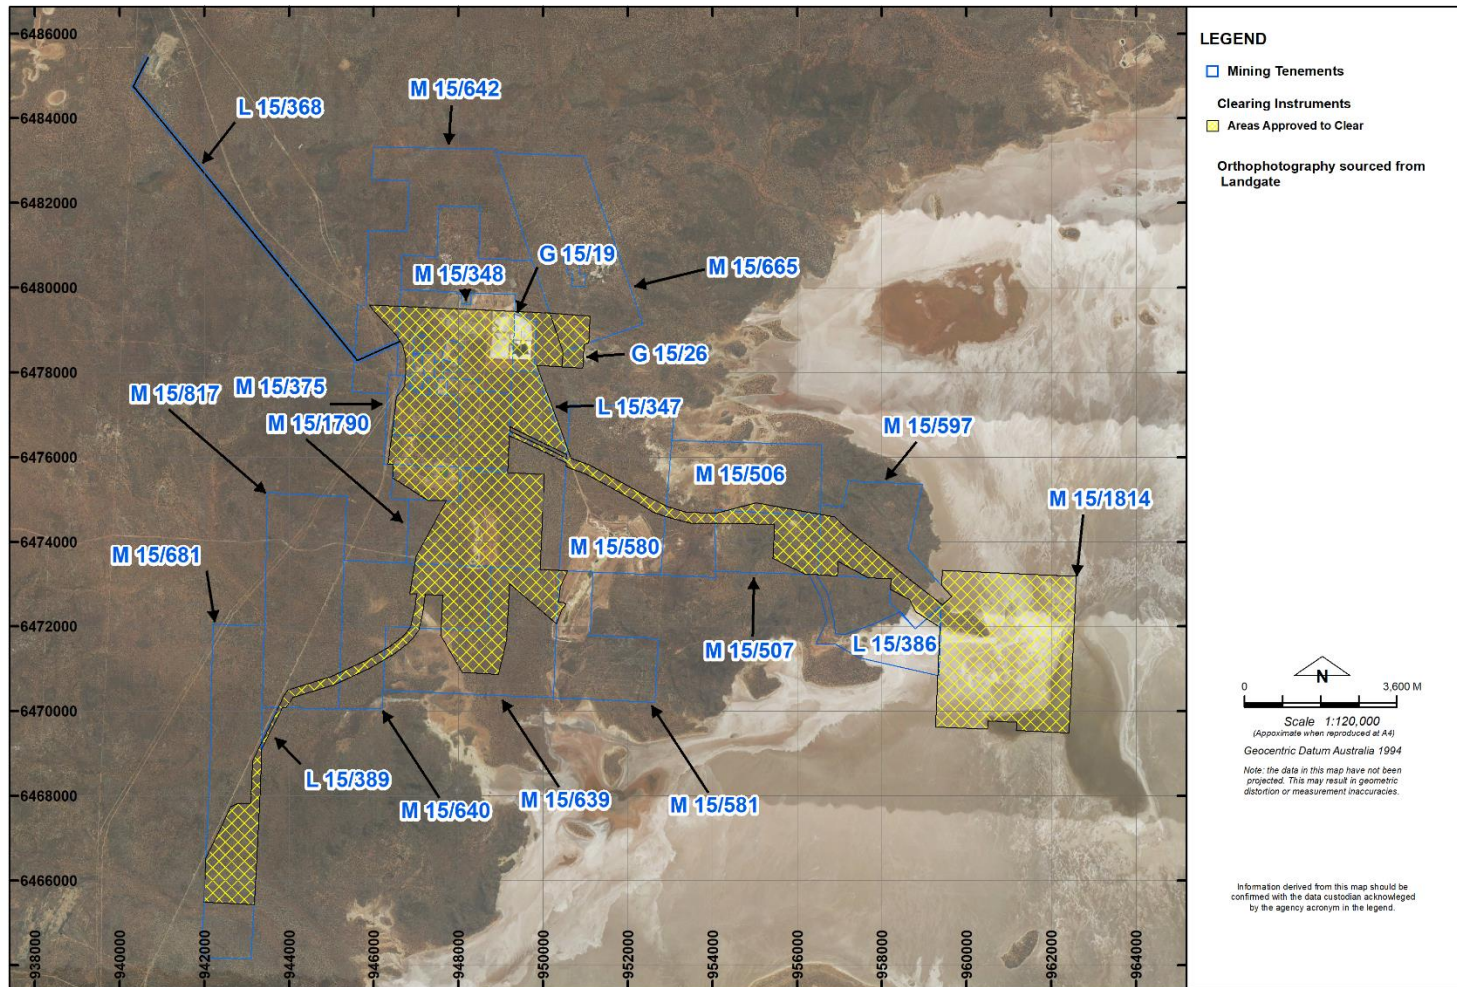 6486000
6484000
6482000
6480000
6478000
6476000
6474000
6472000
6470000
6468000
6466000
938000
940000
942000
944000
946000
948000
950000
952000
954000
956000
958000
960000
962000
964000
M 15/642
L 15/368
G 15/19
M 15/665
M 15/348
G 15/26
M 15/375
M 15/817
L 15/347
M 15/1790
M 15/597
M 15/506
M 15/1814
M 15/681
M 15/580
M 15/507
L 15/386
L 15/389
M 15/640
M 15/639
M 15/581
LEGEND
Mining Tenements
Clearing Instruments
Areas Approved to Clear
Orthophotography sourced from
Landgate
N
0
3,600 M
Scale 1:120,000
(Appoximate when reproduced at A4)
Geocentric Datum Australia 1994
Note: the data in this map have not been
projected. This may result in geometric
distortion or measurement inaccuracies.
Information derived from this map should be
confirmed with the data custodian acknowleged
by the agency acronym in the legend.